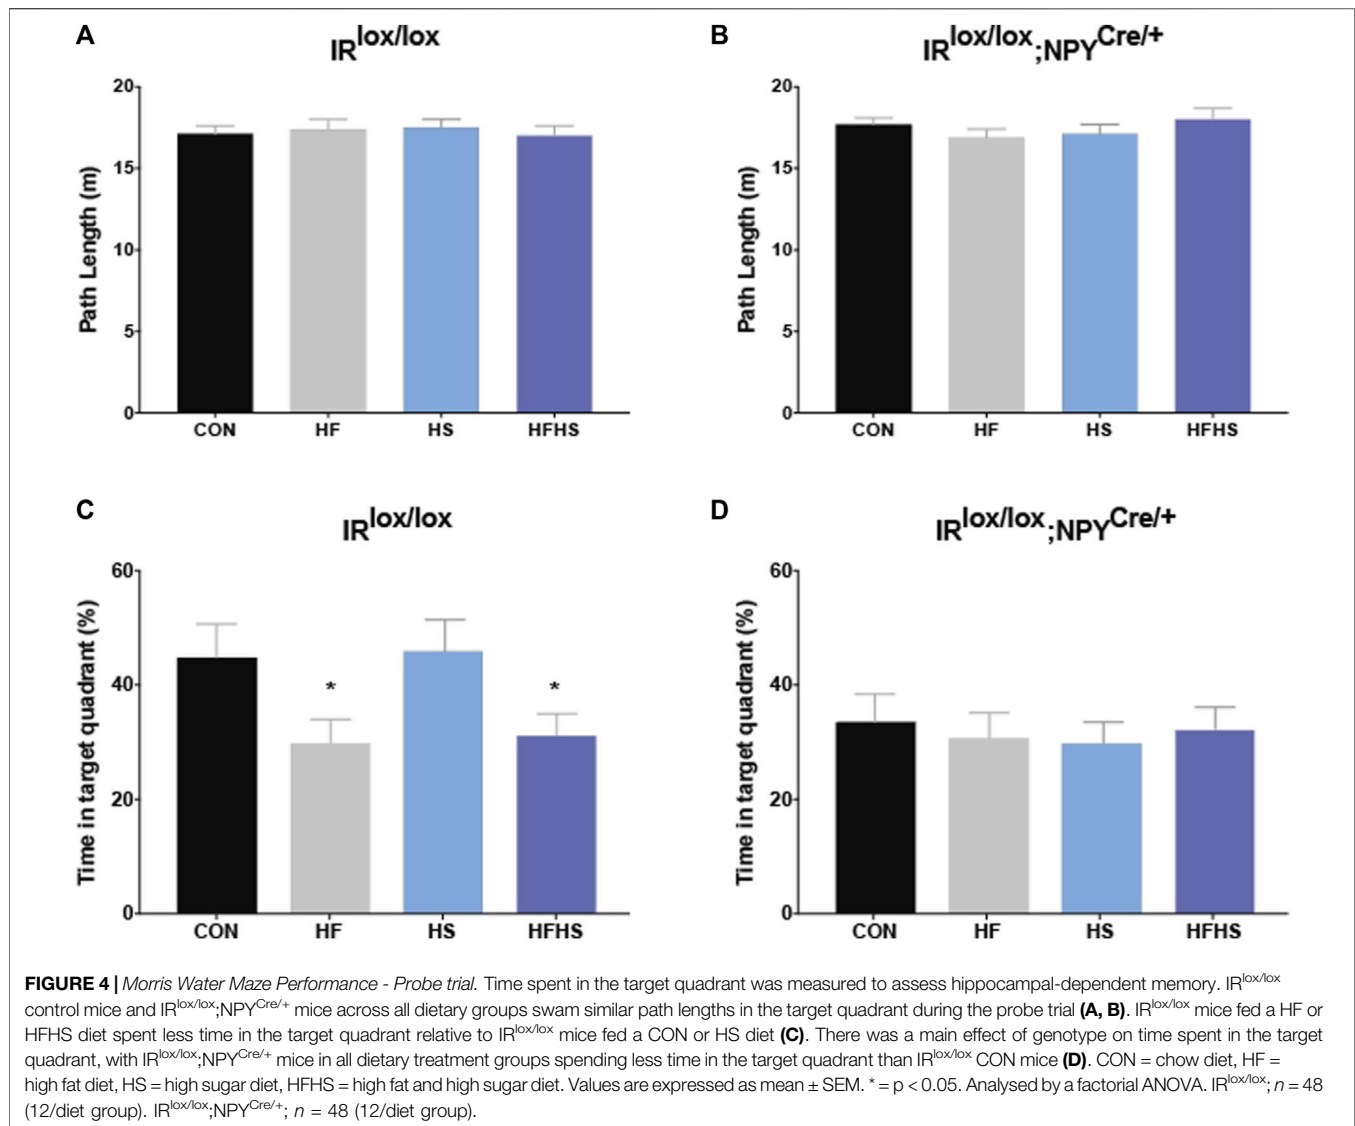 A
IR^lox/lox
20
15
10
5
0
Path Length (m)
CON HF HS HFHS
B
IR^lox/lox;NPY^Cre/+
20
15
10
5
0
Path Length (m)
CON HF HS HFHS
C
IR^lox/lox
60
40
20
0
Time in target quadrant (%)
* *
CON HF HS HFHS
D
IR^lox/lox;NPY^Cre/+
60
40
20
0
Time in target quadrant (%)
CON HF HS HFHS
FIGURE 4 | Morris Water Maze Performance - Probe trial. Time spent in the target quadrant was measured to assess hippocampal-dependent memory. IR^lox/lox
control mice and IR^lox/lox;NPY^Cre/+ mice across all dietary groups swam similar path lengths in the target quadrant during the probe trial (A, B). IR^lox/lox mice fed a HF or
HFHS diet spent less time in the target quadrant relative to IR^lox/lox mice fed a CON or HS diet (C). There was a main effect of genotype on time spent in the target
quadrant, with IR^lox/lox;NPY^Cre/+ mice in all dietary treatment groups spending less time in the target quadrant than IR^lox/lox CON mice (D). CON = chow diet, HF =
high fat diet, HS = high sugar diet, HFHS = high fat and high sugar diet. Values are expressed as mean ± SEM. * = p < 0.05. Analysed by a factorial ANOVA. IR^lox/lox; n = 48
(12/diet group). IR^lox/lox;NPY^Cre/+; n = 48 (12/diet group).